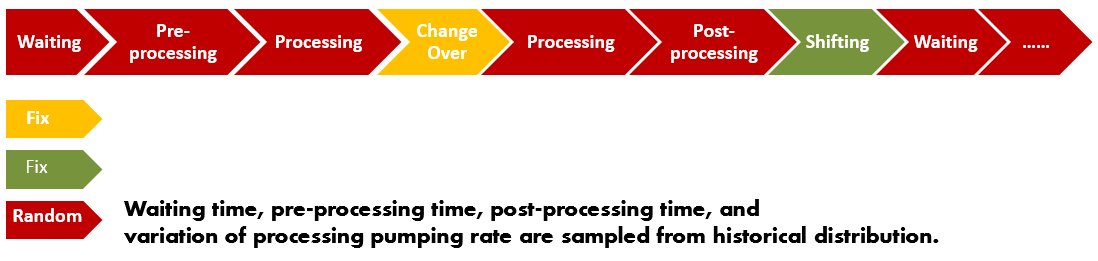 Waiting
Pre-
processing
Processing
Change
Over
Processing
Post-
processing
Shifting
Waiting
......
Fix
Fix
Random
Waiting time, pre-processing time, post-processing time, and
variation of processing pumping rate are sampled from historical distribution.